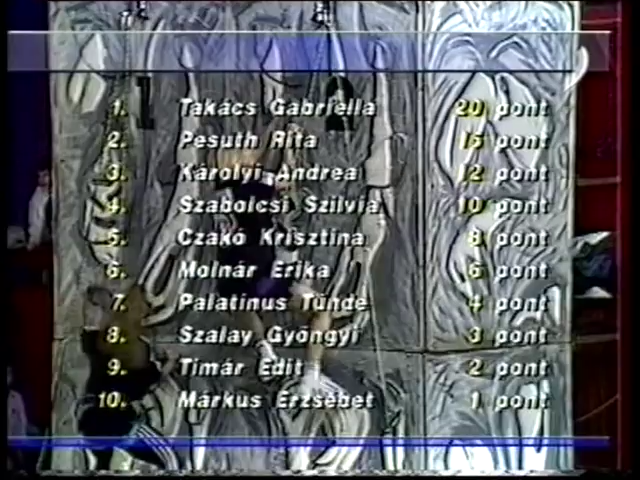 1. Takács Gabriella 20 pont
2. Pesuth Rita 15 pont
3. Károlyi Andrea 12 pont
4. Szabolcsi Szilvia 10 pont
5. Czakó Krisztina 8 pont
6. Molnár Erika 6 pont
7. Palatinus Tünde 4 pont
8. Szalay Gyöngyi 3 pont
9. Tímár Edit 2 pont
10. Márkus Erzsébet 1 pont